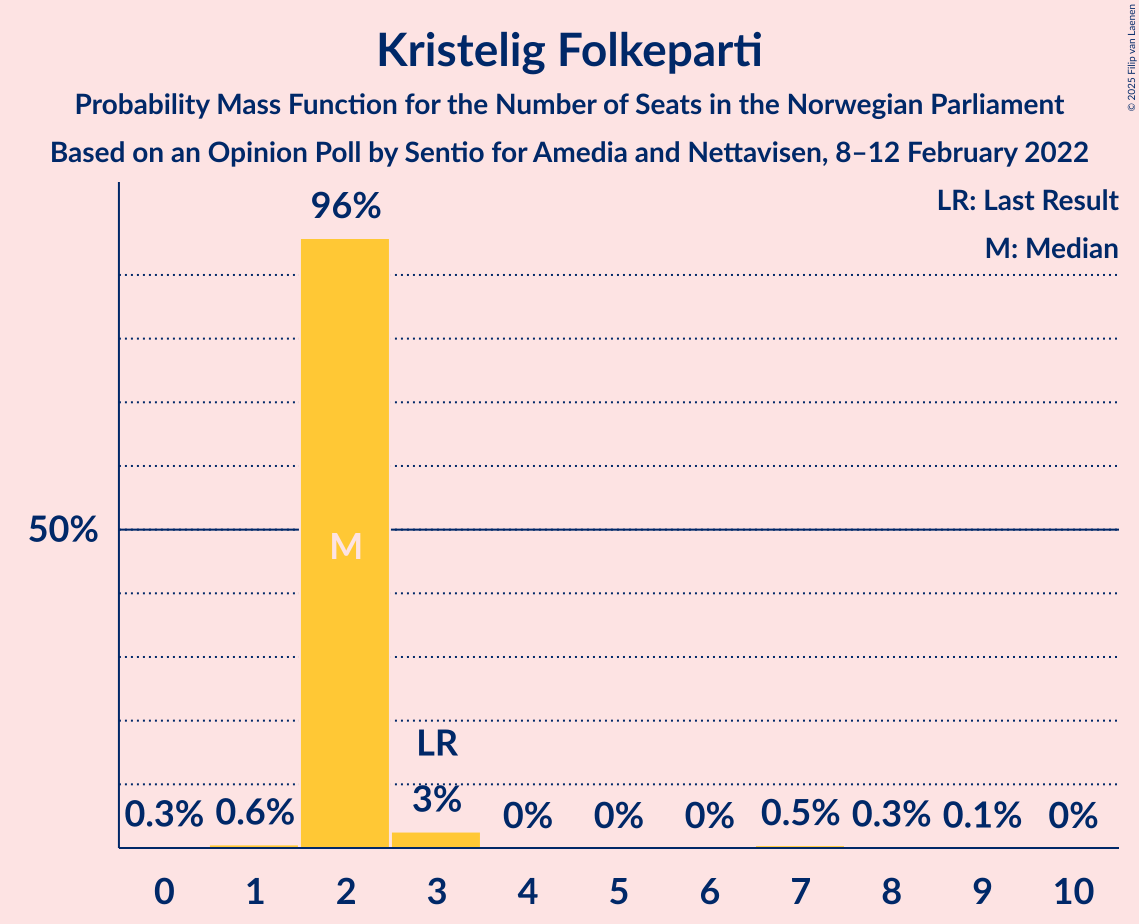 Kristelig Folkeparti
Probability Mass Function for the Number of Seats in the Norwegian Parliament
Based on an Opinion Poll by Sentio for Amedia and Nettavisen, 8–12 February 2022
© 2025 Filip van Laenen
LR: Last Result
M: Median
96%
50%
M
LR
0.3% 0.6% 3% 0% 0% 0% 0.5% 0.3% 0.1% 0%
0 1 2 3 4 5 6 7 8 9 10